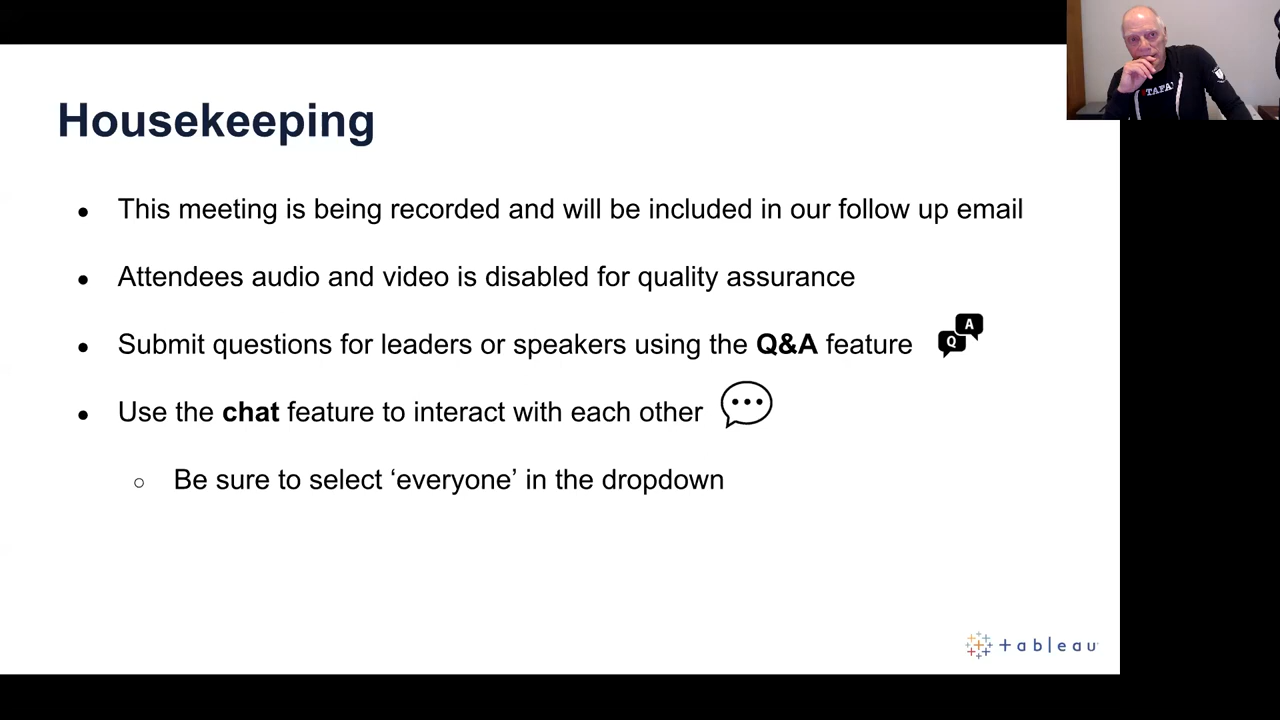 Housekeeping
● This meeting is being recorded and will be included in our follow up email
● Attendees audio and video is disabled for quality assurance
● Submit questions for leaders or speakers using the Q&A feature
Q A
● Use the chat feature to interact with each other
○ Be sure to select ‘everyone’ in the dropdown
+ableau